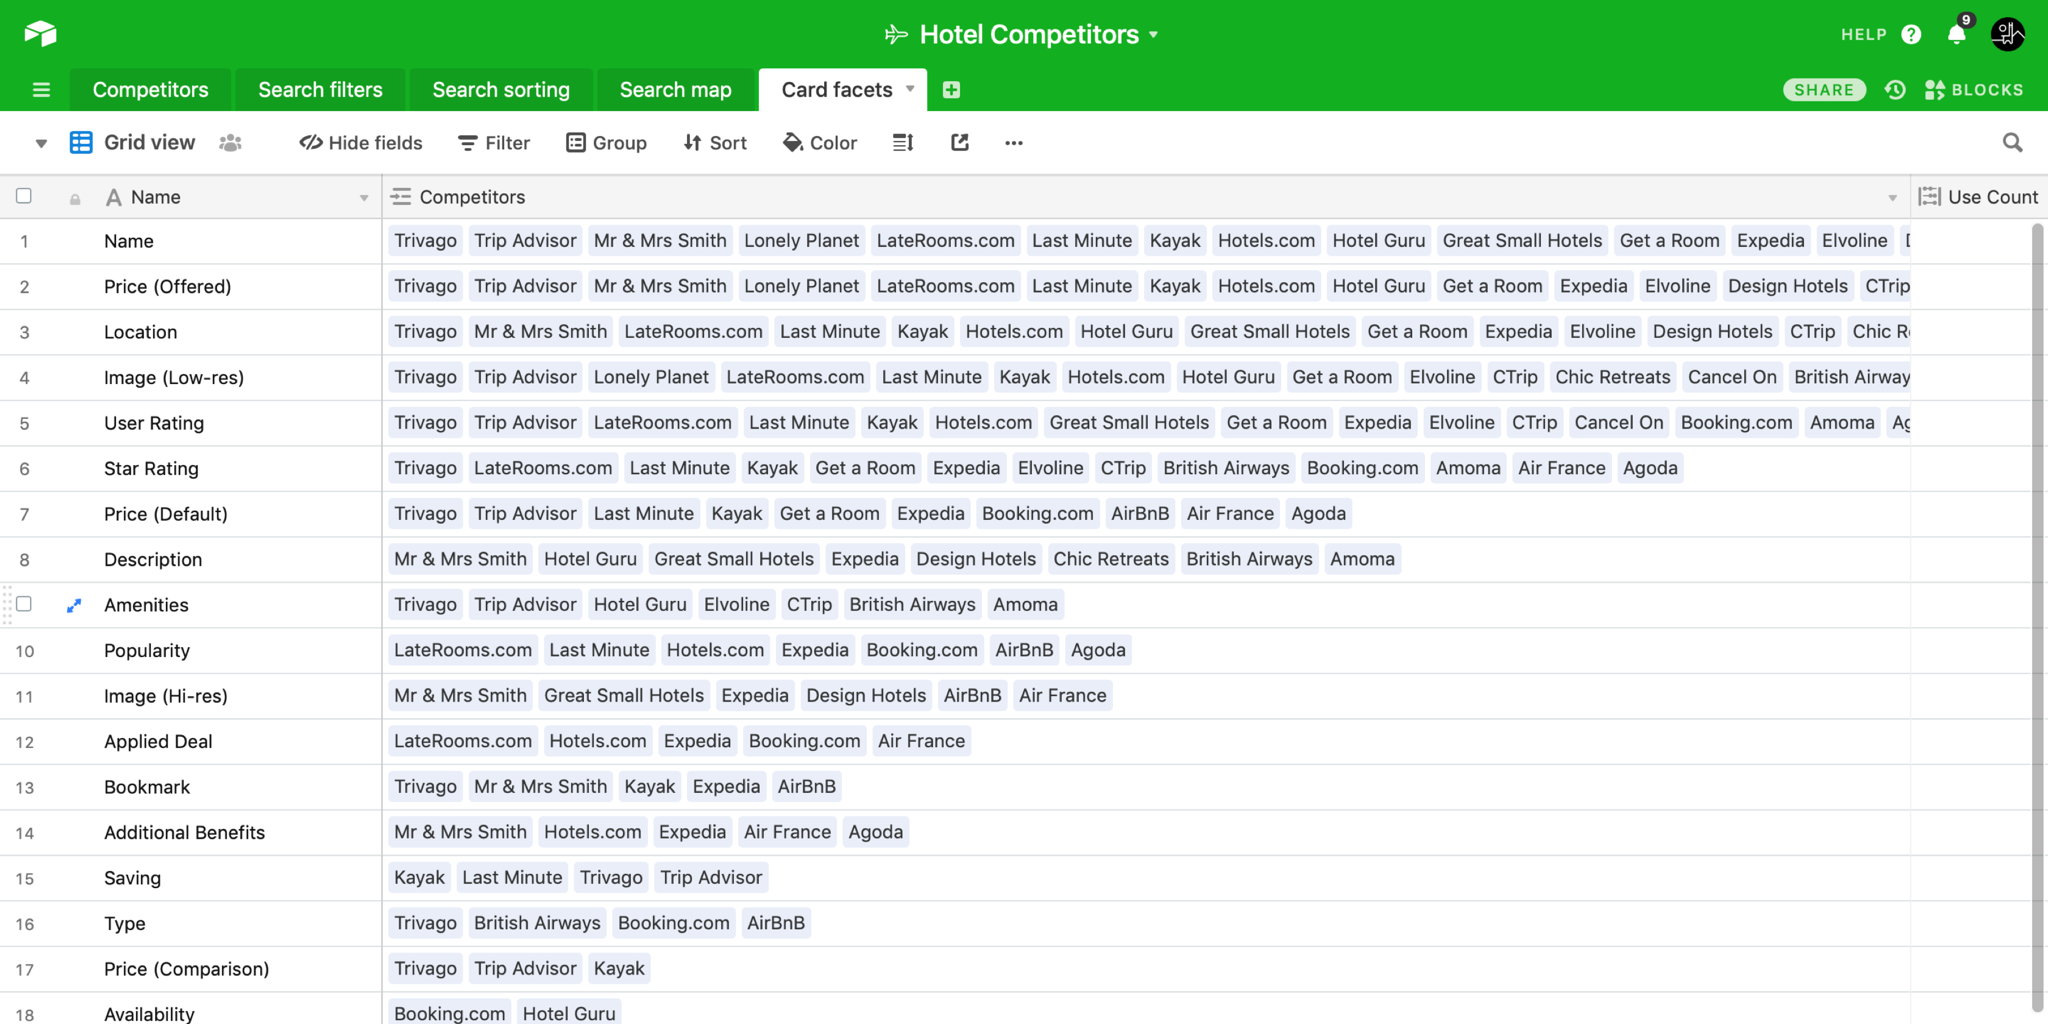 Hotel Competitors
HELP ? 9
Competitors Search filters Search sorting Search map Card facets SHARE BLOCKS
Grid view Hide fields Filter Group Sort Color
A Name Competitors Use Count
1 Name Trivago Trip Advisor Mr & Mrs Smith Lonely Planet LateRooms.com Last Minute Kayak Hotels.com Hotel Guru Great Small Hotels Get a Room Expedia Elvoline
2 Price (Offered) Trivago Trip Advisor Mr & Mrs Smith Lonely Planet LateRooms.com Last Minute Kayak Hotels.com Hotel Guru Get a Room Expedia Elvoline Design Hotels CTrip
3 Location Trivago Mr & Mrs Smith LateRooms.com Last Minute Kayak Hotels.com Hotel Guru Great Small Hotels Get a Room Expedia Elvoline Design Hotels CTrip Chic R
4 Image (Low-res) Trivago Trip Advisor Lonely Planet LateRooms.com Last Minute Kayak Hotels.com Hotel Guru Get a Room Elvoline CTrip Chic Retreats Cancel On British Airway
5 User Rating Trivago Trip Advisor LateRooms.com Last Minute Kayak Hotels.com Great Small Hotels Get a Room Expedia Elvoline CTrip Cancel On Booking.com Amoma Ag
6 Star Rating Trivago LateRooms.com Last Minute Kayak Get a Room Expedia Elvoline CTrip British Airways Booking.com Amoma Air France Agoda
7 Price (Default) Trivago Trip Advisor Last Minute Kayak Get a Room Expedia Booking.com AirBnB Air France Agoda
8 Description Mr & Mrs Smith Hotel Guru Great Small Hotels Expedia Design Hotels Chic Retreats British Airways Amoma
Amenities Trivago Trip Advisor Hotel Guru Elvoline CTrip British Airways Amoma
10 Popularity LateRooms.com Last Minute Hotels.com Expedia Booking.com AirBnB Agoda
11 Image (Hi-res) Mr & Mrs Smith Great Small Hotels Expedia Design Hotels AirBnB Air France
12 Applied Deal LateRooms.com Hotels.com Expedia Booking.com Air France
13 Bookmark Trivago Mr & Mrs Smith Kayak Expedia AirBnB
14 Additional Benefits Mr & Mrs Smith Hotels.com Expedia Air France Agoda
15 Saving Kayak Last Minute Trivago Trip Advisor
16 Type Trivago British Airways Booking.com AirBnB
17 Price (Comparison) Trivago Trip Advisor Kayak
18 Availability Booking.com Hotel Guru